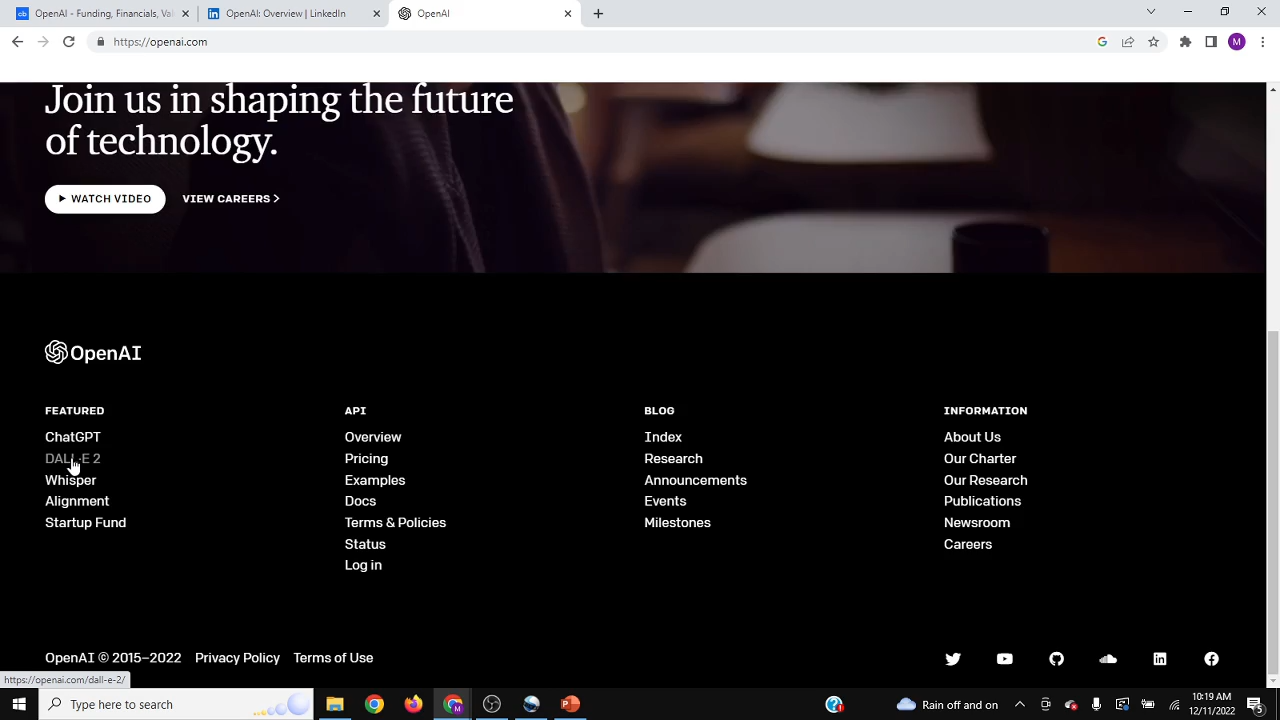 OpenAI - Funding, Financials, Val
OpenAI: Overview | LinkedIn
OpenAI
https://openai.com
M
Join us in shaping the future
of technology.
WATCH VIDEO
VIEW CAREERS
OpenAI
FEATURED
ChatGPT
DALL·E 2
Whisper
Alignment
Startup Fund
API
Overview
Pricing
Examples
Docs
Terms & Policies
Status
Log in
BLOG
Index
Research
Announcements
Events
Milestones
INFORMATION
About Us
Our Charter
Our Research
Publications
Newsroom
Careers
OpenAI © 2015–2022 Privacy Policy Terms of Use
https://openai.com/dall-e-2/
Type here to search
Rain off and on
10:19 AM
12/11/2022